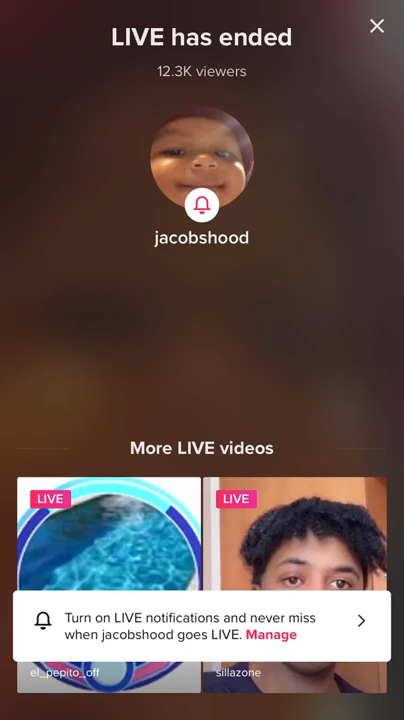 LIVE has ended
12.3K viewers
jacobshood
More LIVE videos
LIVE
LIVE
Turn on LIVE notifications and never miss
when jacobshood goes LIVE. Manage
el_pepito_off
sillazone